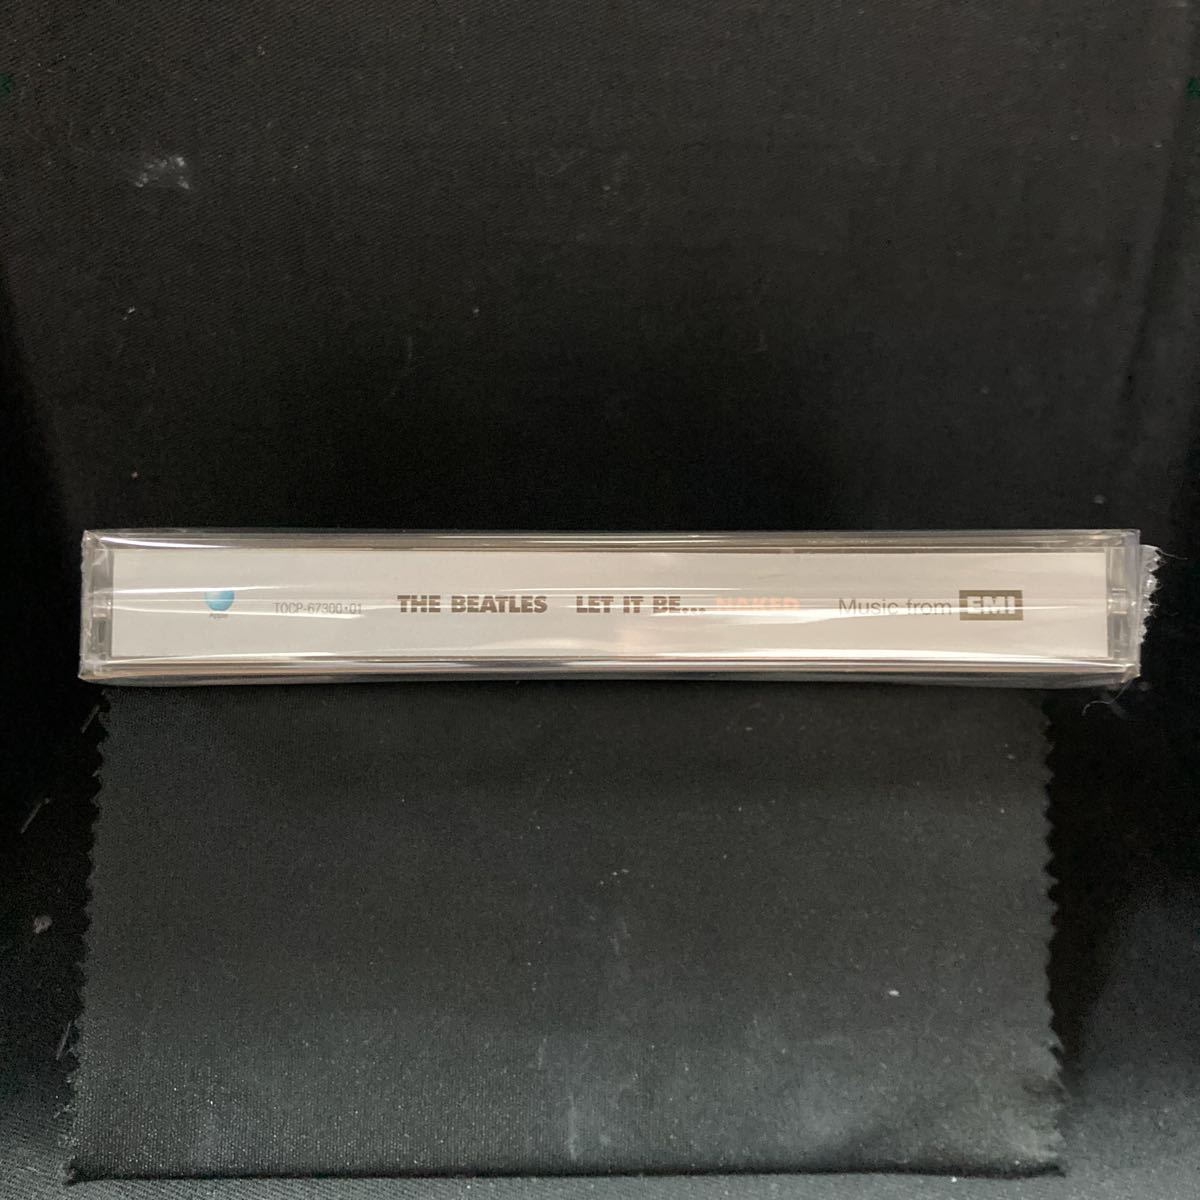 Apple TOCP-67300・01 THE BEATLES LET IT BE... NAKED Music from EMI